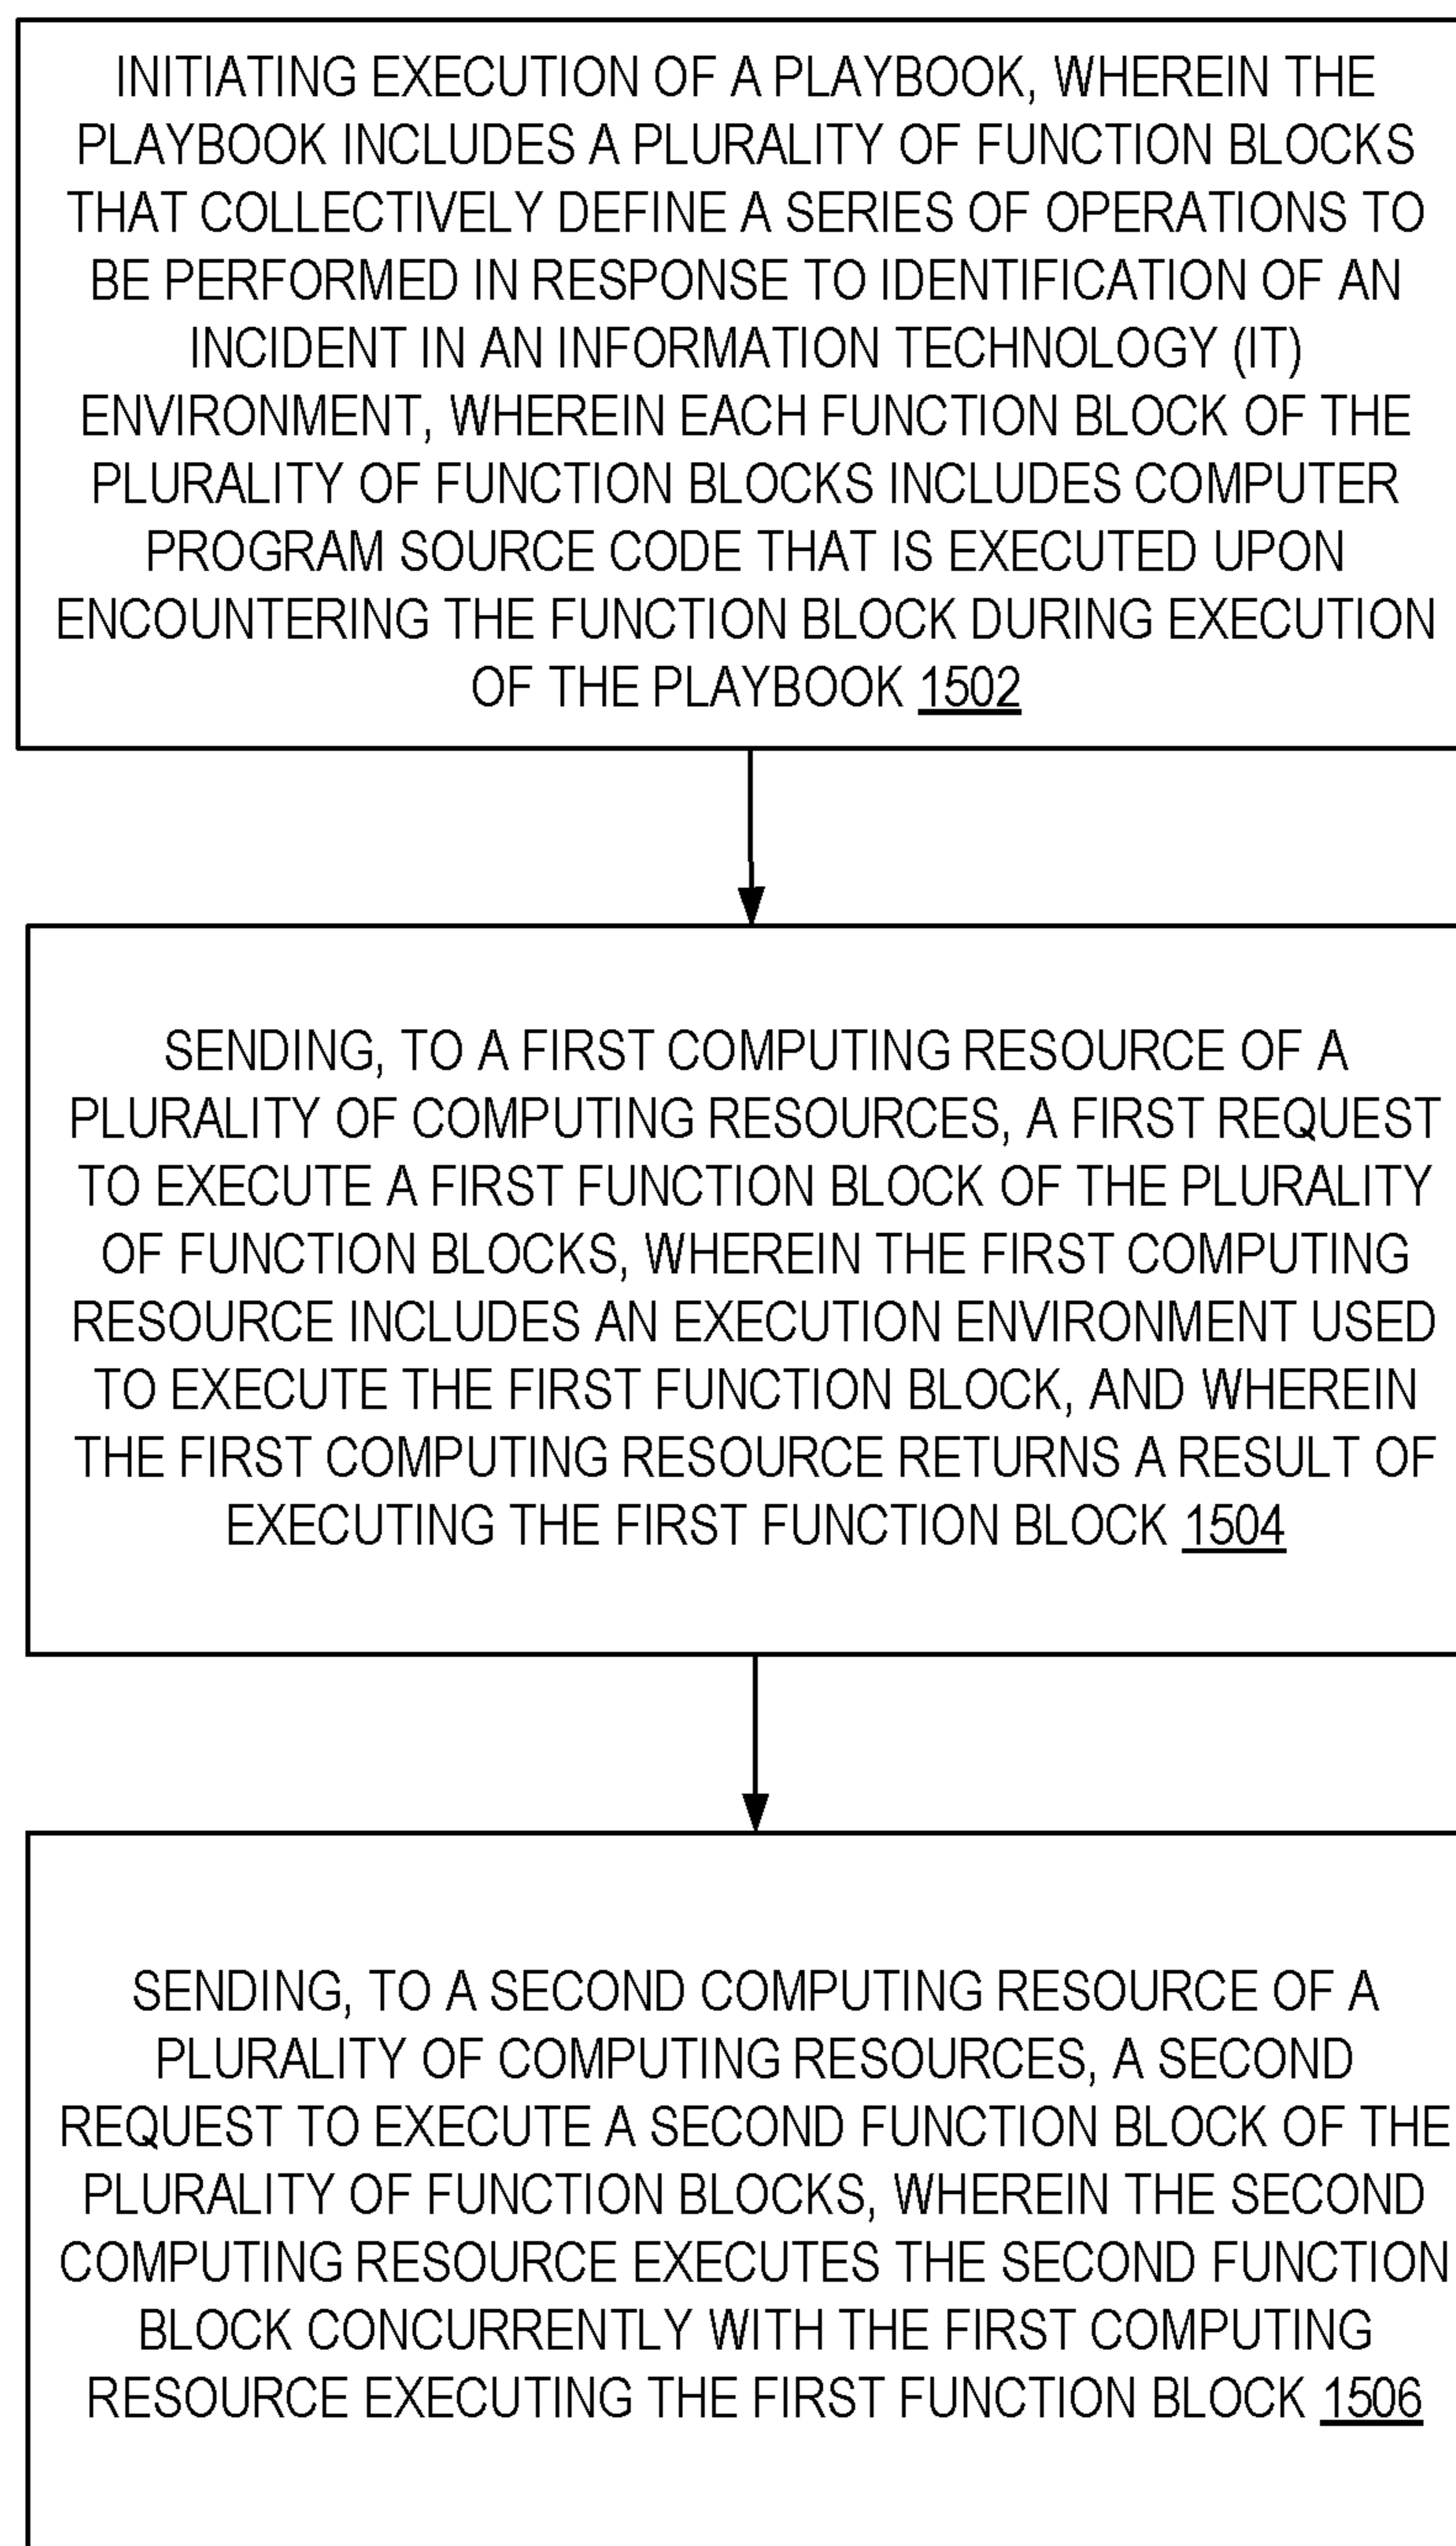 INITIATING EXECUTION OF A PLAYBOOK, WHEREIN THE
PLAYBOOK INCLUDES A PLURALITY OF FUNCTION BLOCKS
THAT COLLECTIVELY DEFINE A SERIES OF OPERATIONS TO
BE PERFORMED IN RESPONSE TO IDENTIFICATION OF AN
INCIDENT IN AN INFORMATION TECHNOLOGY (IT)
ENVIRONMENT, WHEREIN EACH FUNCTION BLOCK OF THE
PLURALITY OF FUNCTION BLOCKS INCLUDES COMPUTER
PROGRAM SOURCE CODE THAT IS EXECUTED UPON
ENCOUNTERING THE FUNCTION BLOCK DURING EXECUTION
OF THE PLAYBOOK 1502
SENDING, TO A FIRST COMPUTING RESOURCE OF A
PLURALITY OF COMPUTING RESOURCES, A FIRST REQUEST
TO EXECUTE A FIRST FUNCTION BLOCK OF THE PLURALITY
OF FUNCTION BLOCKS, WHEREIN THE FIRST COMPUTING
RESOURCE INCLUDES AN EXECUTION ENVIRONMENT USED
TO EXECUTE THE FIRST FUNCTION BLOCK, AND WHEREIN
THE FIRST COMPUTING RESOURCE RETURNS A RESULT OF
EXECUTING THE FIRST FUNCTION BLOCK 1504
SENDING, TO A SECOND COMPUTING RESOURCE OF A
PLURALITY OF COMPUTING RESOURCES, A SECOND
REQUEST TO EXECUTE A SECOND FUNCTION BLOCK OF THE
PLURALITY OF FUNCTION BLOCKS, WHEREIN THE SECOND
COMPUTING RESOURCE EXECUTES THE SECOND FUNCTION
BLOCK CONCURRENTLY WITH THE FIRST COMPUTING
RESOURCE EXECUTING THE FIRST FUNCTION BLOCK 1506